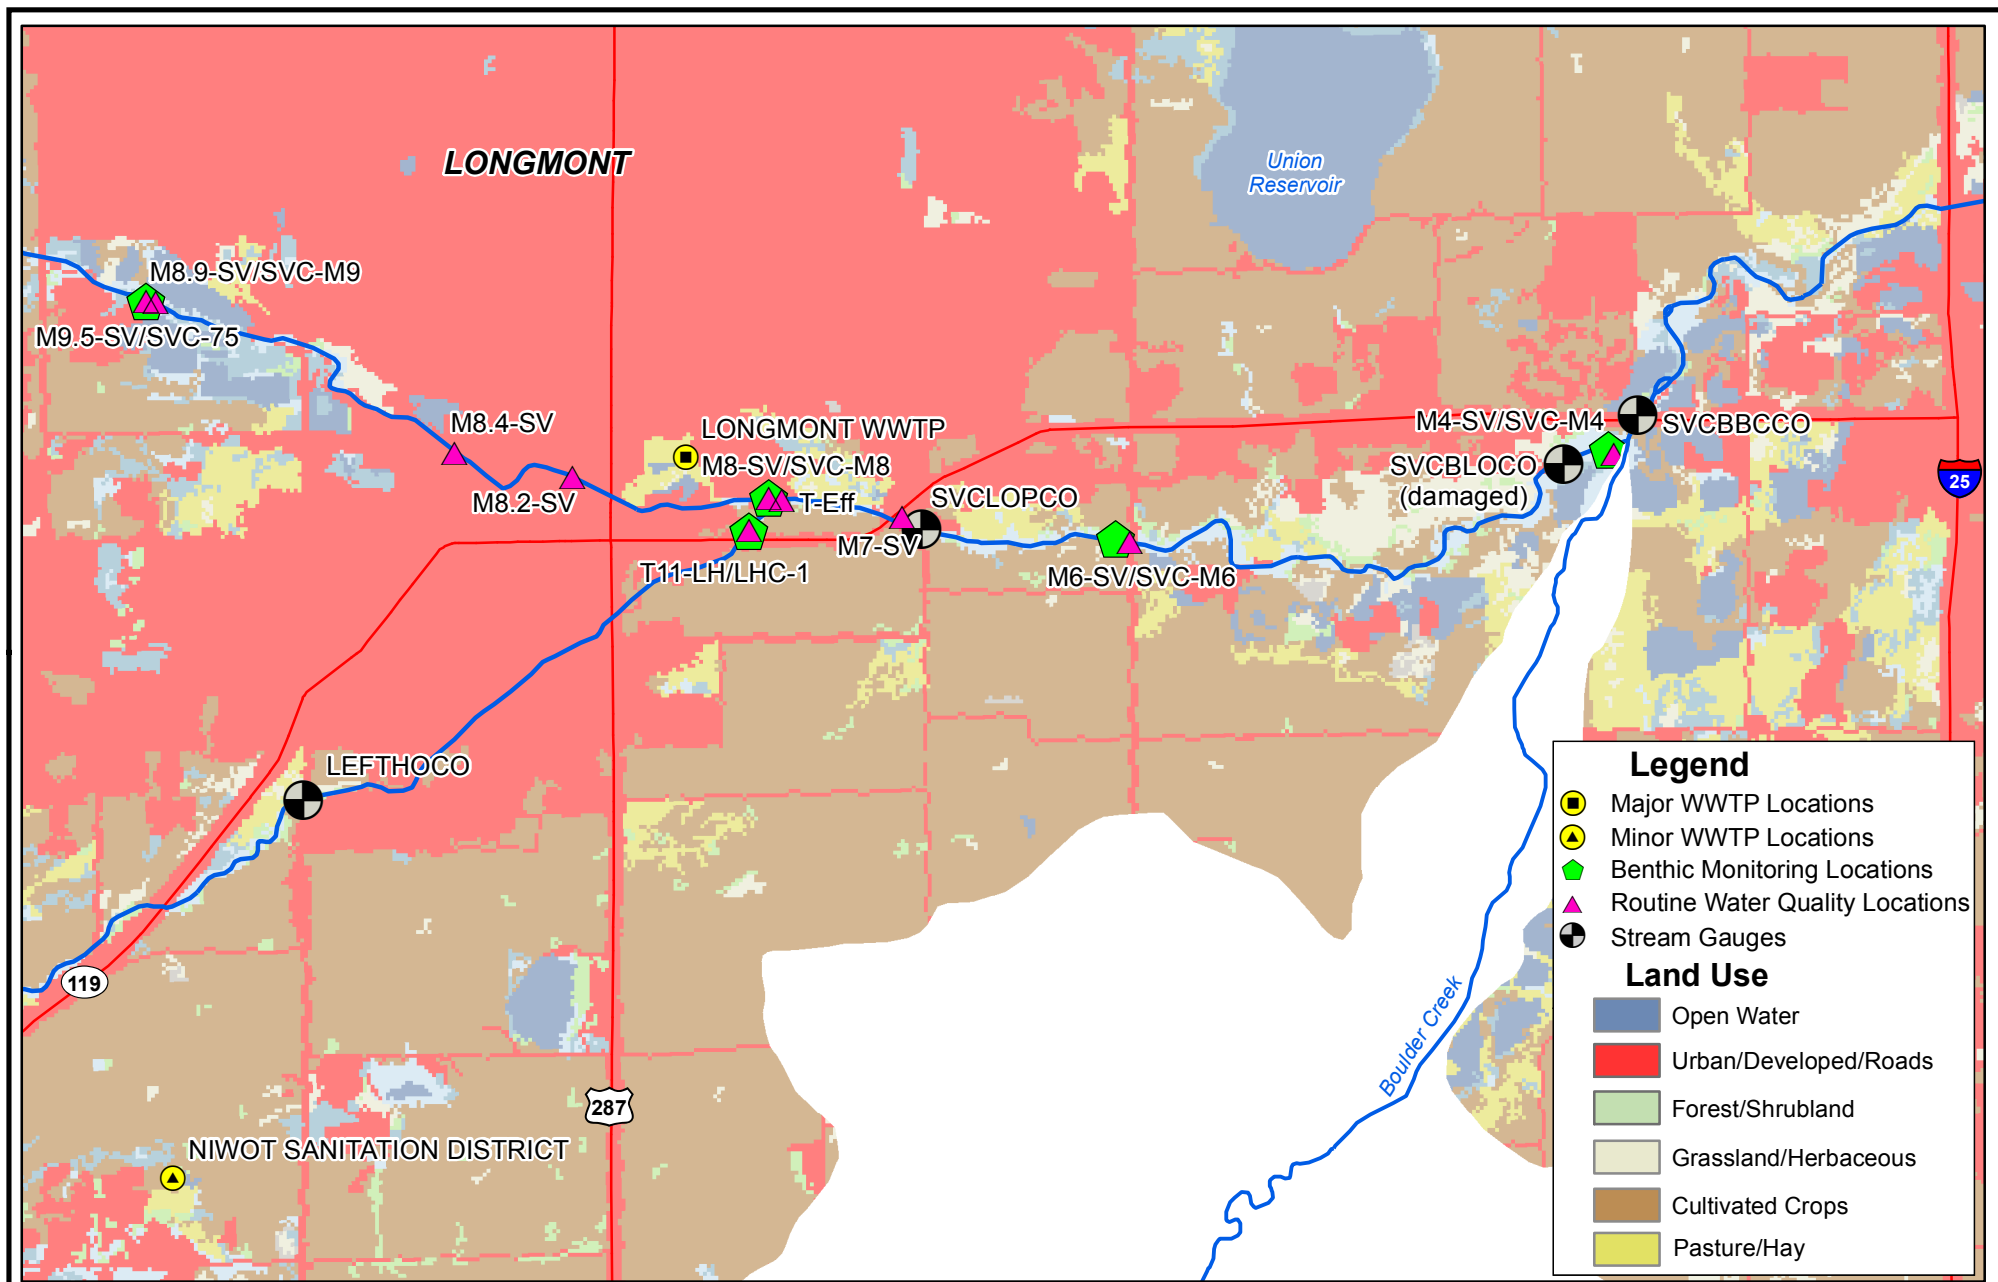 LONGMONT
Union
Reservoir
M8.9-SV/SVC-M9
M9.5-SV/SVC-75
M8.4-SV
M8.2-SV
LONGMONT WWTP
M8-SV/SVC-M8
T-Eff
SVCLOPCO
M7-SV
T11-LH/LHC-1
M6-SV/SVC-M6
M4-SV/SVC-M4
SVCBBCCO
SVCBLOCO
(damaged)
25
LEFTHOCO
119
287
NIWOT SANITATION DISTRICT
Boulder Creek
Legend
Major WWTP Locations
Minor WWTP Locations
Benthic Monitoring Locations
Routine Water Quality Locations
Stream Gauges
Land Use
Open Water
Urban/Developed/Roads
Forest/Shrubland
Grassland/Herbaceous
Cultivated Crops
Pasture/Hay